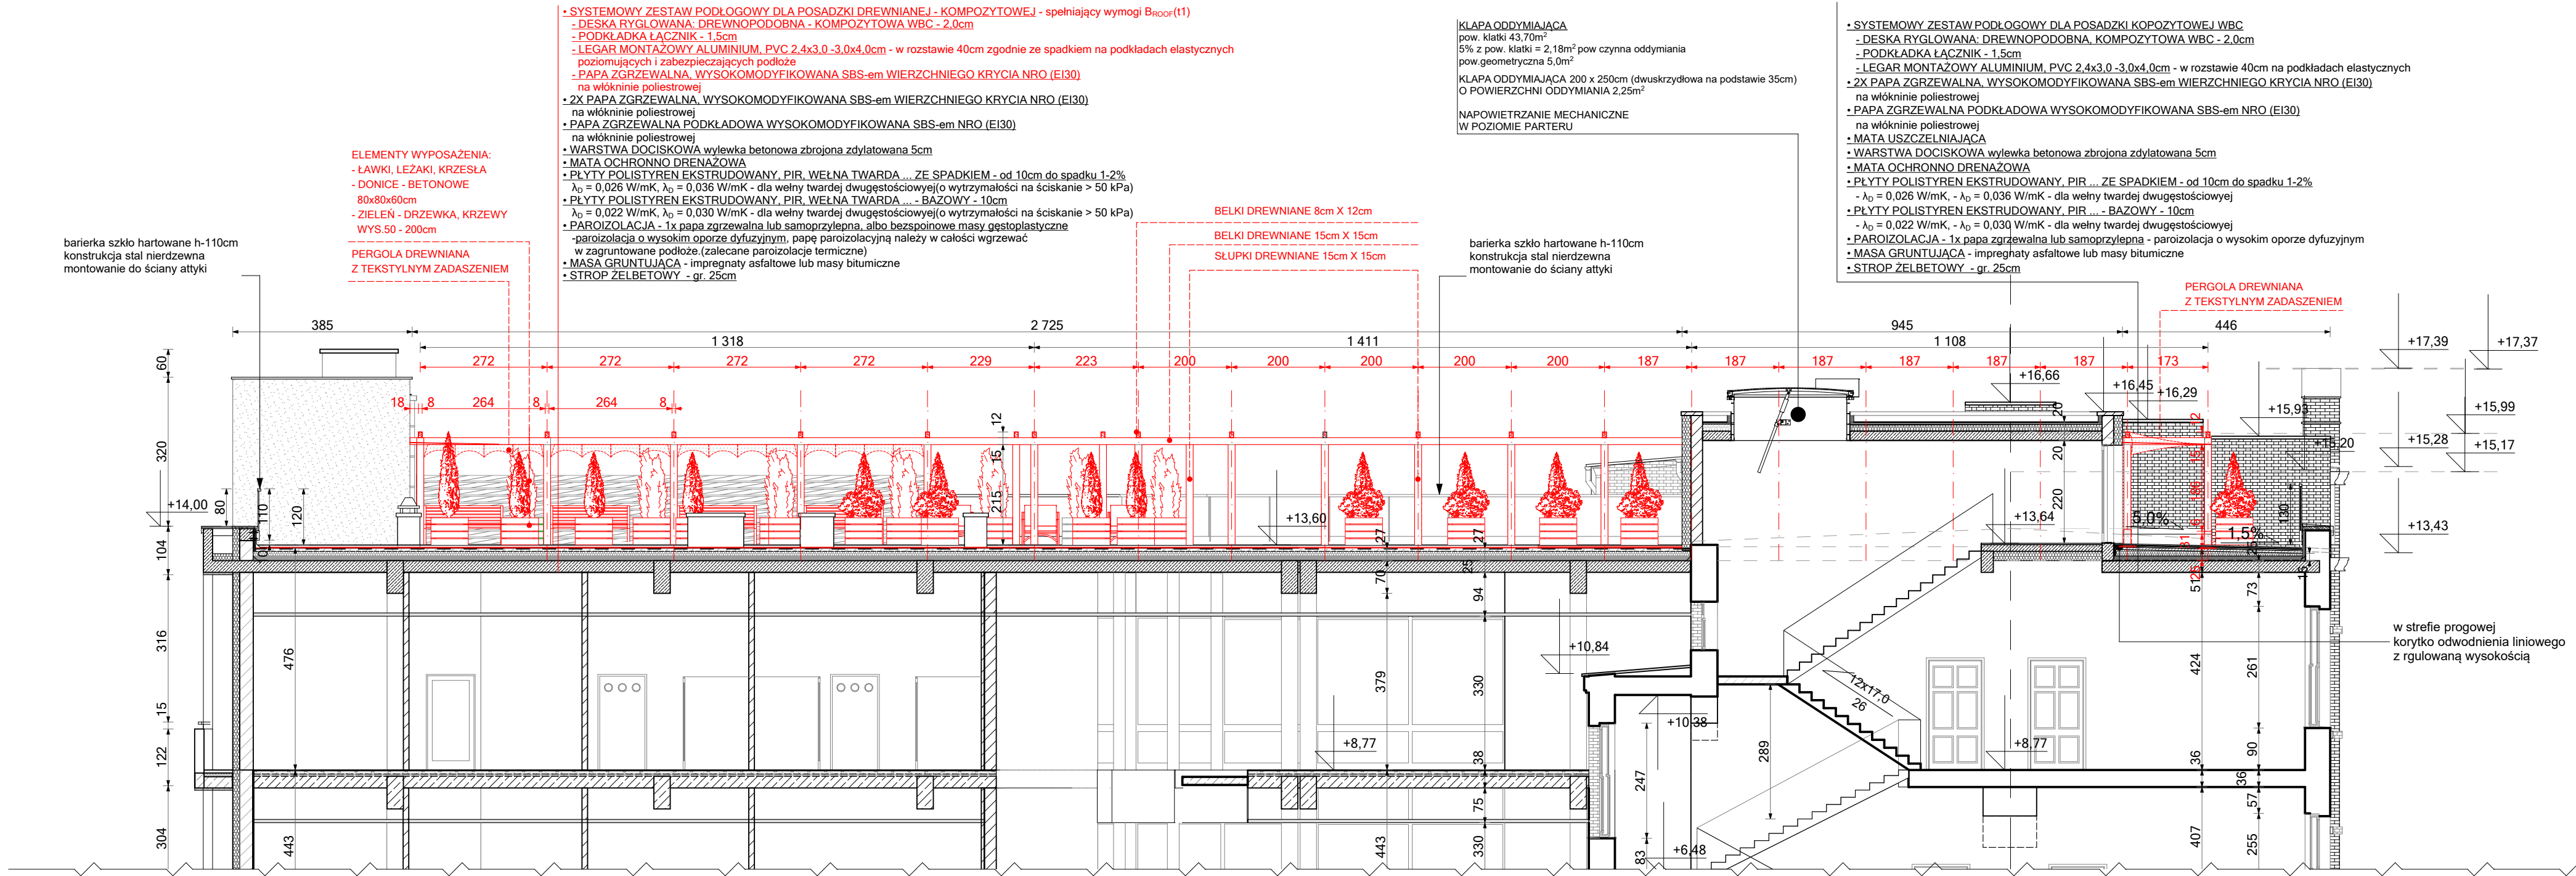 • SYSTEMOWY ZESTAW PODŁOGOWY DLA POSADZKI DREWNIANEJ - KOMPOZYTOWEJ - spełniający wymogi BROOF(t1)
- DESKA RYGLOWANA: DREWNOPODOBNA - KOMPOZYTOWA WBC - 2,0cm
- PODKŁADKA ŁĄCZNIK - 1,5cm
- LEGAR MONTAŻOWY ALUMINIUM, PVC 2,4x3,0 -3,0x4,0cm - w rozstawie 40cm zgodnie ze spadkiem na podkładach elastycznych
poziomujących i zabezpieczających podłoże
- PAPA ZGRZEWALNA, WYSOKOMODYFIKOWANA SBS-em WIERZCHNIEGO KRYCIA NRO (EI30)
na włókninie poliestrowej
• 2X PAPA ZGRZEWALNA, WYSOKOMODYFIKOWANA SBS-em WIERZCHNIEGO KRYCIA NRO (EI30)
na włókninie poliestrowej
• PAPA ZGRZEWALNA PODKŁADOWA WYSOKOMODYFIKOWANA SBS-em NRO (EI30)
na włókninie poliestrowej
• WARSTWA DOCISKOWA wylewka betonowa zbrojona zdylatowana 5cm
• MATA OCHRONNO DRENAŻOWA
• PŁYTY POLISTYREN EKSTRUDOWANY, PIR, WEŁNA TWARDA ... ZE SPADKIEM - od 10cm do spadku 1-2%
λD = 0,026 W/mK, λD = 0,036 W/mK - dla wełny twardej dwugęstościowej(o wytrzymałości na ściskanie > 50 kPa)
• PŁYTY POLISTYREN EKSTRUDOWANY, PIR, WEŁNA TWARDA ... - BAZOWY - 10cm
λD = 0,022 W/mK, λD = 0,030 W/mK - dla wełny twardej dwugęstościowej(o wytrzymałości na ściskanie > 50 kPa)
• PAROIZOLACJA - 1x papa zgrzewalna lub samoprzylepna, albo bezspoinowe masy gęstoplastyczne
-paroizolacja o wysokim oporze dyfuzyjnym, papę paroizolacyjną należy w całości wgrzewać
w zagruntowane podłoże.(zalecane paroizolacje termiczne)
• MASA GRUNTUJĄCA - impregnaty asfaltowe lub masy bitumiczne
• STROP ŻELBETOWY - gr. 25cm
KLAPA ODDYMIAJĄCA
pow. klatki 43,70m²
5% z pow. klatki = 2,18m² pow czynna oddymiania
pow.geometryczna 5,0m²
KLAPA ODDYMIAJĄCA 200 x 250cm (dwuskrzydłowa na podstawie 35cm)
O POWIERZCHNI ODDYMIANIA 2,25m²
NAPOWIETRZANIE MECHANICZNE
W POZIOMIE PARTERU
• SYSTEMOWY ZESTAW PODŁOGOWY DLA POSADZKI KOPOZYTOWEJ WBC
- DESKA RYGLOWANA: DREWNOPODOBNA, KOMPOZYTOWA WBC - 2,0cm
- PODKŁADKA ŁĄCZNIK - 1,5cm
- LEGAR MONTAŻOWY ALUMINIUM, PVC 2,4x3,0 -3,0x4,0cm - w rozstawie 40cm na podkładach elastycznych
• 2X PAPA ZGRZEWALNA, WYSOKOMODYFIKOWANA SBS-em WIERZCHNIEGO KRYCIA NRO (EI30)
na włókninie poliestrowej
• PAPA ZGRZEWALNA PODKŁADOWA WYSOKOMODYFIKOWANA SBS-em NRO (EI30)
na włókninie poliestrowej
• MATA USZCZELNIAJĄCA
• WARSTWA DOCISKOWA wylewka betonowa zbrojona zdylatowana 5cm
• MATA OCHRONNO DRENAŻOWA
• PŁYTY POLISTYREN EKSTRUDOWANY, PIR ... ZE SPADKIEM - od 10cm do spadku 1-2%
- λD = 0,026 W/mK, - λD = 0,036 W/mK - dla wełny twardej dwugęstościowej
• PŁYTY POLISTYREN EKSTRUDOWANY, PIR ... - BAZOWY - 10cm
- λD = 0,022 W/mK, - λD = 0,030 W/mK - dla wełny twardej dwugęstościowej
• PAROIZOLACJA - 1x papa zgrzewalna lub samoprzylepna - paroizolacja o wysokim oporze dyfuzyjnym
• MASA GRUNTUJĄCA - impregnaty asfaltowe lub masy bitumiczne
• STROP ŻELBETOWY - gr. 25cm
ELEMENTY WYPOSAŻENIA:
- ŁAWKI, LEŻAKI, KRZESŁA
- DONICE - BETONOWE
80x80x60cm
- ZIELEŃ - DRZEWKA, KRZEWY
WYS.50 - 200cm
PERGOLA DREWNIANA
Z TEKSTYLNYM ZADASZENIEM
barierka szkło hartowane h-110cm
konstrukcja stal nierdzewna
montowanie do ściany attyki
BELKI DREWNIANE 8cm X 12cm
BELKI DREWNIANE 15cm X 15cm
SŁUPKI DREWNIANE 15cm X 15cm
barierka szkło hartowane h-110cm
konstrukcja stal nierdzewna
montowanie do ściany attyki
PERGOLA DREWNIANA
Z TEKSTYLNYM ZADASZENIEM
385 2 725 945 446
1 318 1 411 1 108
272 272 272 272 229 223 200 200 200 200 200 187 187 187 187 187 187 173
18 8 264 8 264 8
60 320 104 316 15 122 304
80 110 120 476 443
+14,00
12 15 215
+13,60
27 27 70 25 94
379 330 38 75 443 330
+10,84
+8,77
+10,38
247 83
+6,48
289
12x17,0
26
+16,66
+16,45
+16,29
+15,93
+15,20
20 20 220
+13,64
5,0%
1,5%
130
12
+17,39
+17,37
+15,99
+15,28
+15,17
+13,43
51 73 424 261 36 90 36 57 407 255
+8,77
w strefie progowej
korytko odwodnienia liniowego
z rgulowaną wysokością